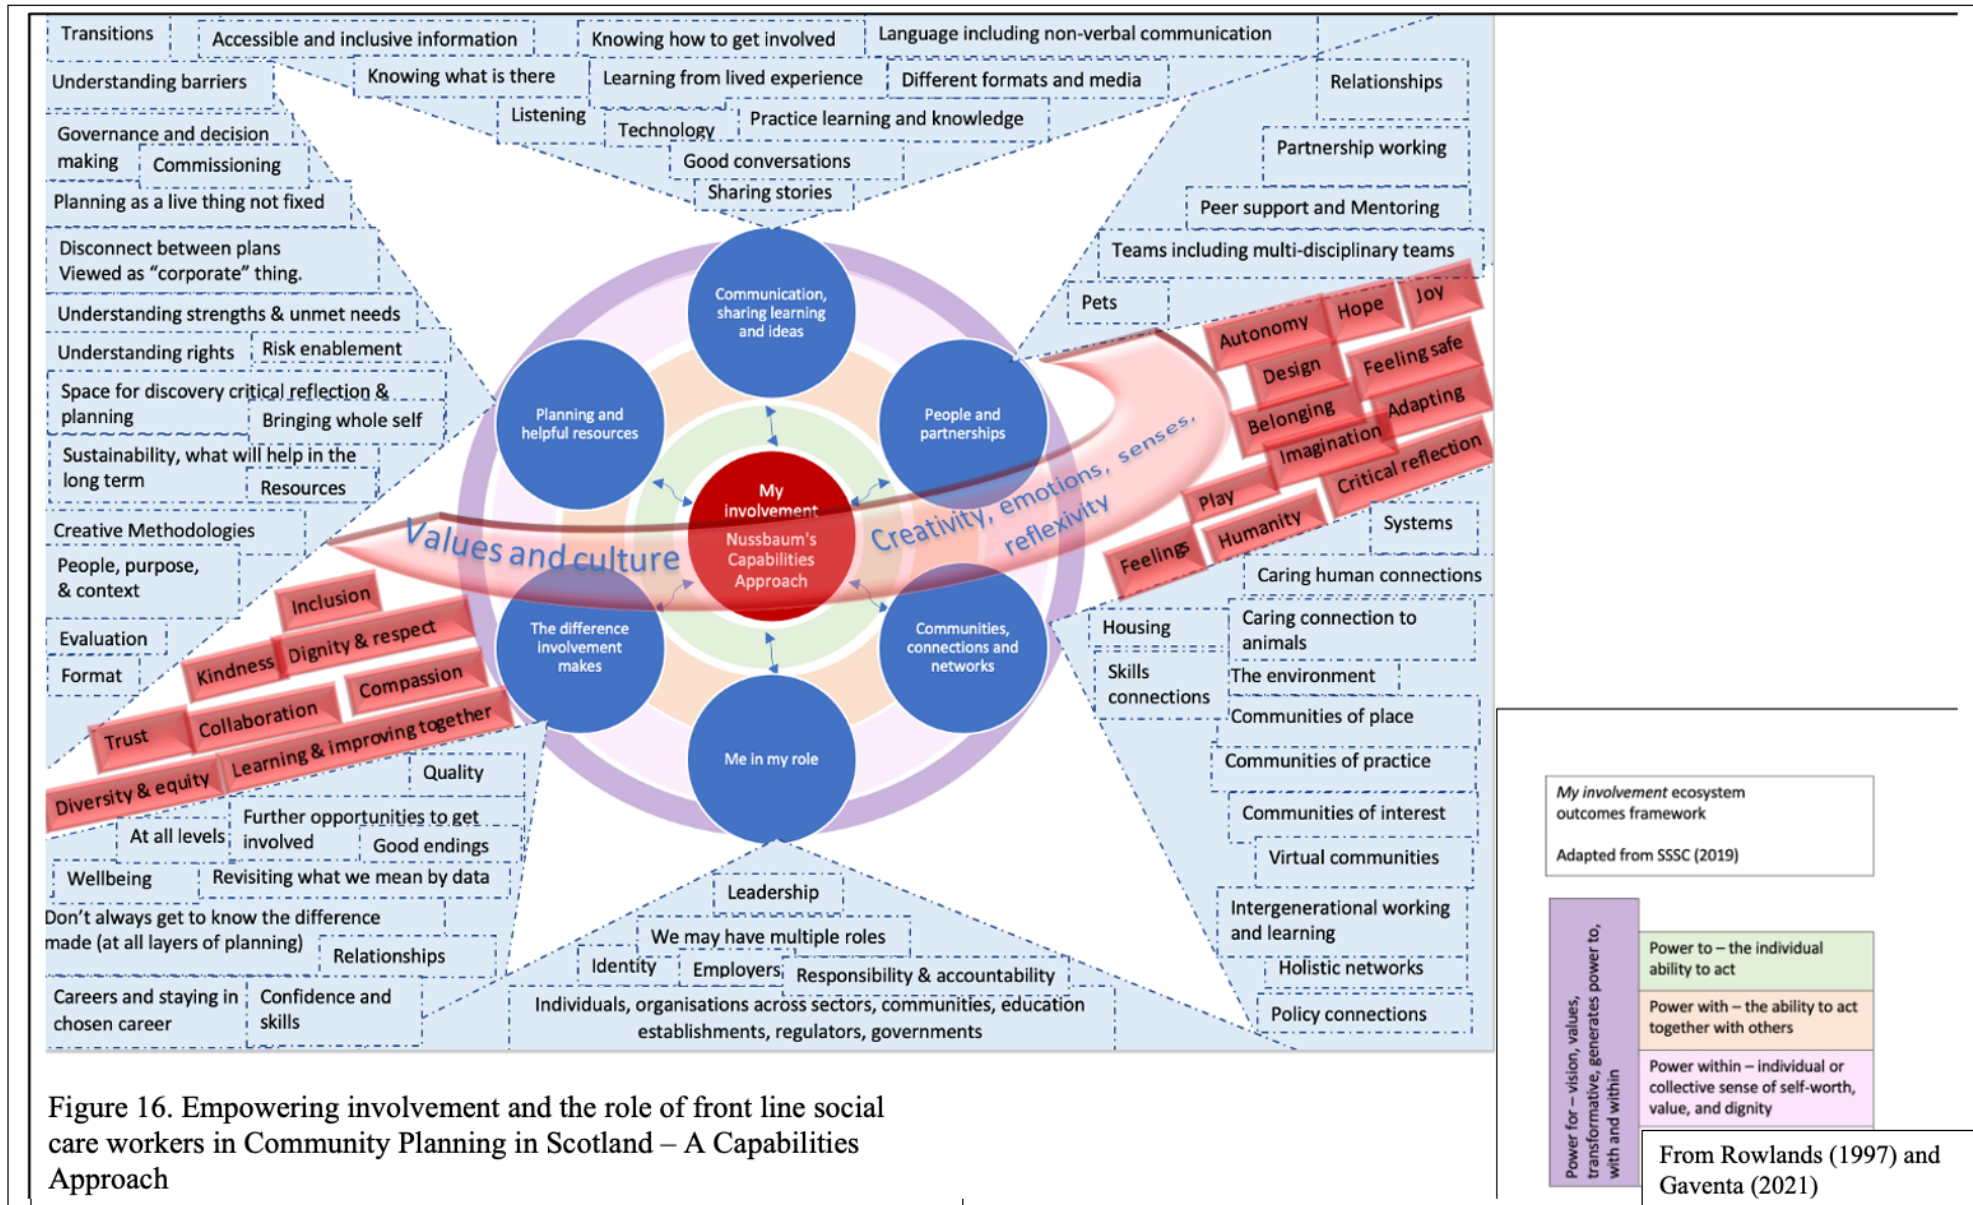 Transitions
Accessible and inclusive information
Knowing how to get involved
Language including non-verbal communication
Understanding barriers
Knowing what is there
Learning from lived experience
Different formats and media
Relationships
Listening
Technology
Practice learning and knowledge
Governance and decision
making
Commissioning
Good conversations
Partnership working
Sharing stories
Planning as a live thing not fixed
Peer support and Mentoring
Disconnect between plans
Viewed as “corporate” thing.
Teams including multi-disciplinary teams
Pets
Understanding strengths & unmet needs
Understanding rights
Risk enablement
Space for discovery critical reflection &
planning
Bringing whole self
Sustainability, what will help in the
long term
Resources
Creative Methodologies
People, purpose,
& context
Evaluation
Format
Communication,
sharing learning
and ideas
Planning and
helpful resources
People and
partnerships
My
involvement
Nussbaum's
Capabilities
Approach
The difference
involvement
makes
Communities,
connections and
networks
Me in my role
Values and culture
Creativity, emotions, senses,
reflexivity
Autonomy
Hope
Joy
Design
Feeling safe
Belonging
Adapting
Imagination
Play
Critical reflection
Feelings
Humanity
Inclusion
Kindness
Dignity & respect
Compassion
Trust
Collaboration
Diversity & equity
Learning & improving together
Systems
Caring human connections
Housing
Caring connection to
animals
Skills
connections
The environment
Communities of place
Communities of practice
Communities of interest
Virtual communities
Intergenerational working
and learning
Holistic networks
Policy connections
Quality
At all levels
Further opportunities to get
involved
Good endings
Wellbeing
Revisiting what we mean by data
Don’t always get to know the difference
made (at all layers of planning)
Relationships
Careers and staying in
chosen career
Confidence and
skills
Leadership
We may have multiple roles
Identity
Employers
Responsibility & accountability
Individuals, organisations across sectors, communities, education
establishments, regulators, governments
My involvement ecosystem
outcomes framework
Adapted from SSSC (2019)
Power for – vision, values,
transformative, generates power to,
with and within
Power to – the individual
ability to act
Power with – the ability to act
together with others
Power within – individual or
collective sense of self-worth,
value, and dignity
From Rowlands (1997) and
Gaventa (2021)
Figure 16. Empowering involvement and the role of front line social
care workers in Community Planning in Scotland – A Capabilities
Approach